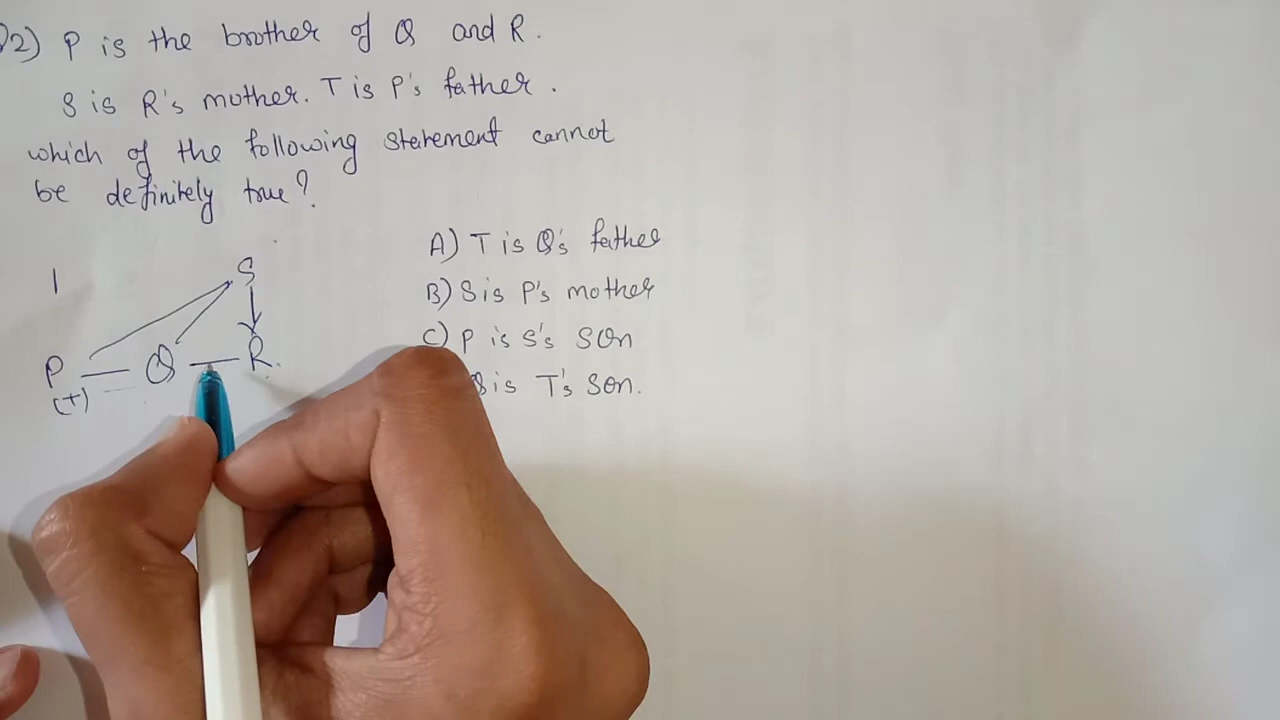 2) P is the brother of Q and R.
S is R's mother. T is P's father.
which of the following statement cannot
be definitely true?
A) T is Q's father
B) S is P's mother
C) P is S's son
is T's son.
S
P — Q — R.
(+)